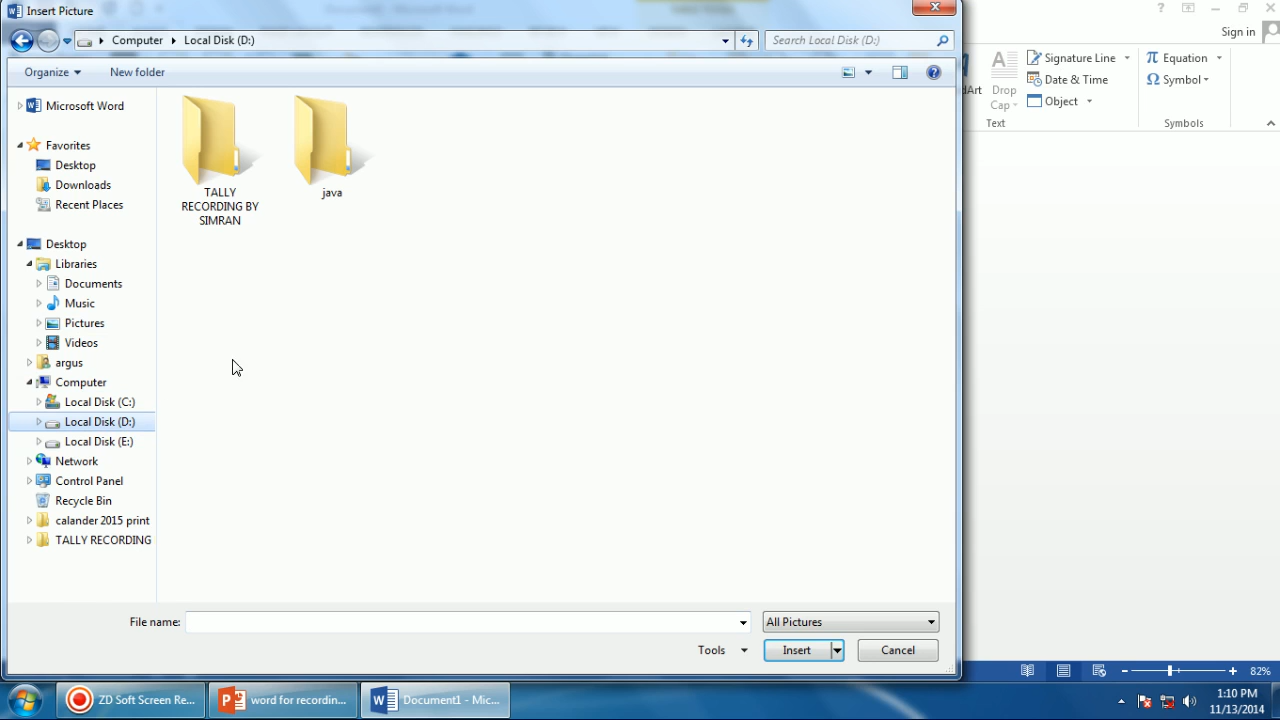 Insert Picture
Computer
Local Disk (D:)
Search Local Disk (D:)
Sign in
Organize
New folder
Signature Line
Equation
Date & Time
Symbol
Drop
Cap
Object
Text
Symbols
Microsoft Word
Favorites
Desktop
Downloads
Recent Places
Desktop
Libraries
Documents
Music
Pictures
Videos
argus
Computer
Local Disk (C:)
Local Disk (D:)
Local Disk (E:)
Network
Control Panel
Recycle Bin
calander 2015 print
TALLY RECORDING
TALLY
RECORDING BY
SIMRAN
java
File name:
All Pictures
Tools
Insert
Cancel
82%
ZD Soft Screen Re...
word for recordin...
Document1 - Mic...
1:10 PM
11/13/2014